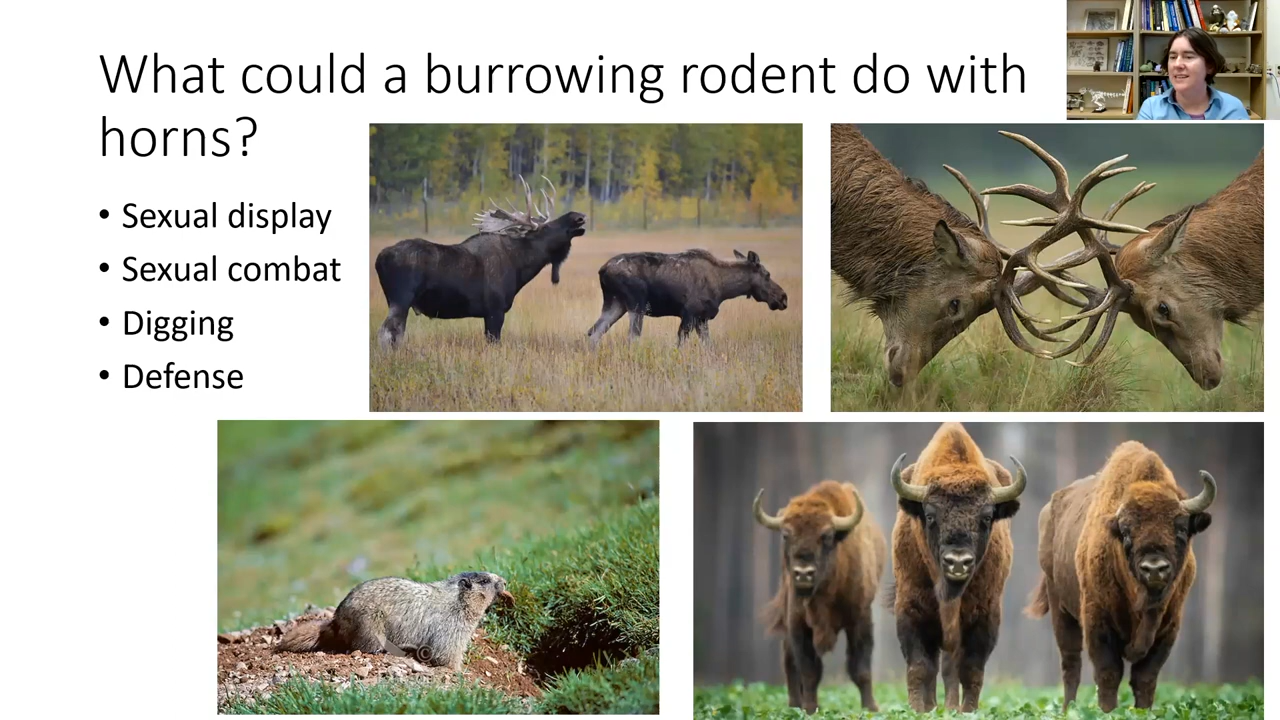 What could a burrowing rodent do with
horns?
• Sexual display
• Sexual combat
• Digging
• Defense